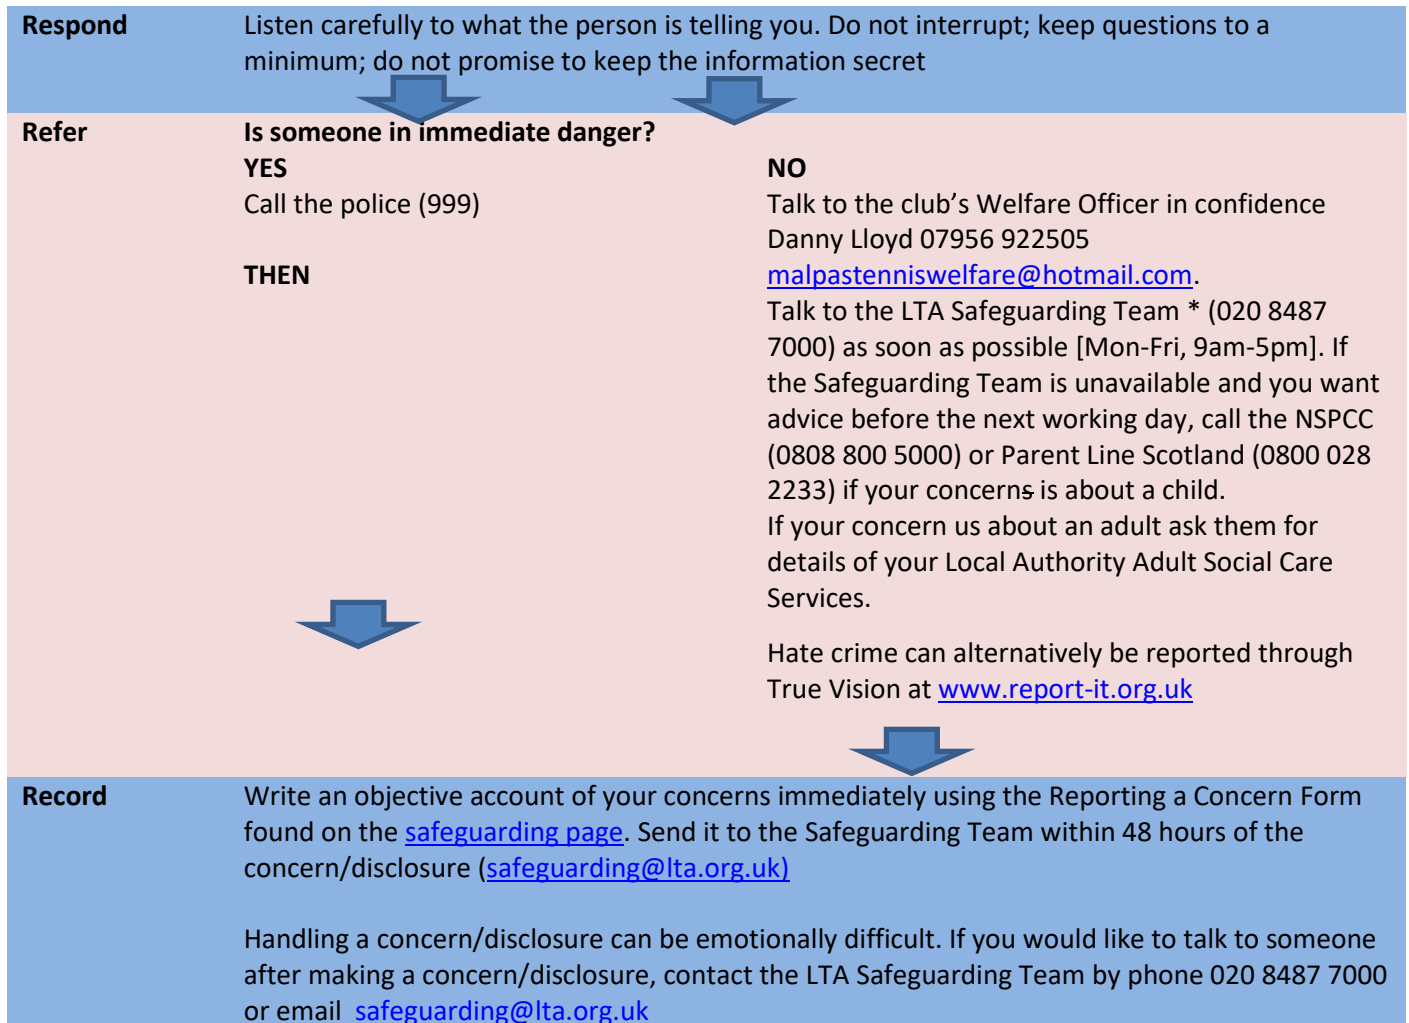 Respond
Listen carefully to what the person is telling you. Do not interrupt; keep questions to a
minimum; do not promise to keep the information secret
Refer
Is someone in immediate danger?
YES
Call the police (999)
THEN
NO
Talk to the club’s Welfare Officer in confidence
Danny Lloyd 07956 922505
malpastenniswelfare@hotmail.com.
Talk to the LTA Safeguarding Team * (020 8487
7000) as soon as possible [Mon-Fri, 9am-5pm]. If
the Safeguarding Team is unavailable and you want
advice before the next working day, call the NSPCC
(0808 800 5000) or Parent Line Scotland (0800 028
2233) if your concerns is about a child.
If your concern us about an adult ask them for
details of your Local Authority Adult Social Care
Services.
Hate crime can alternatively be reported through
True Vision at www.report-it.org.uk
Record
Write an objective account of your concerns immediately using the Reporting a Concern Form
found on the safeguarding page. Send it to the Safeguarding Team within 48 hours of the
concern/disclosure (safeguarding@lta.org.uk)
Handling a concern/disclosure can be emotionally difficult. If you would like to talk to someone
after making a concern/disclosure, contact the LTA Safeguarding Team by phone 020 8487 7000
or email safeguarding@lta.org.uk